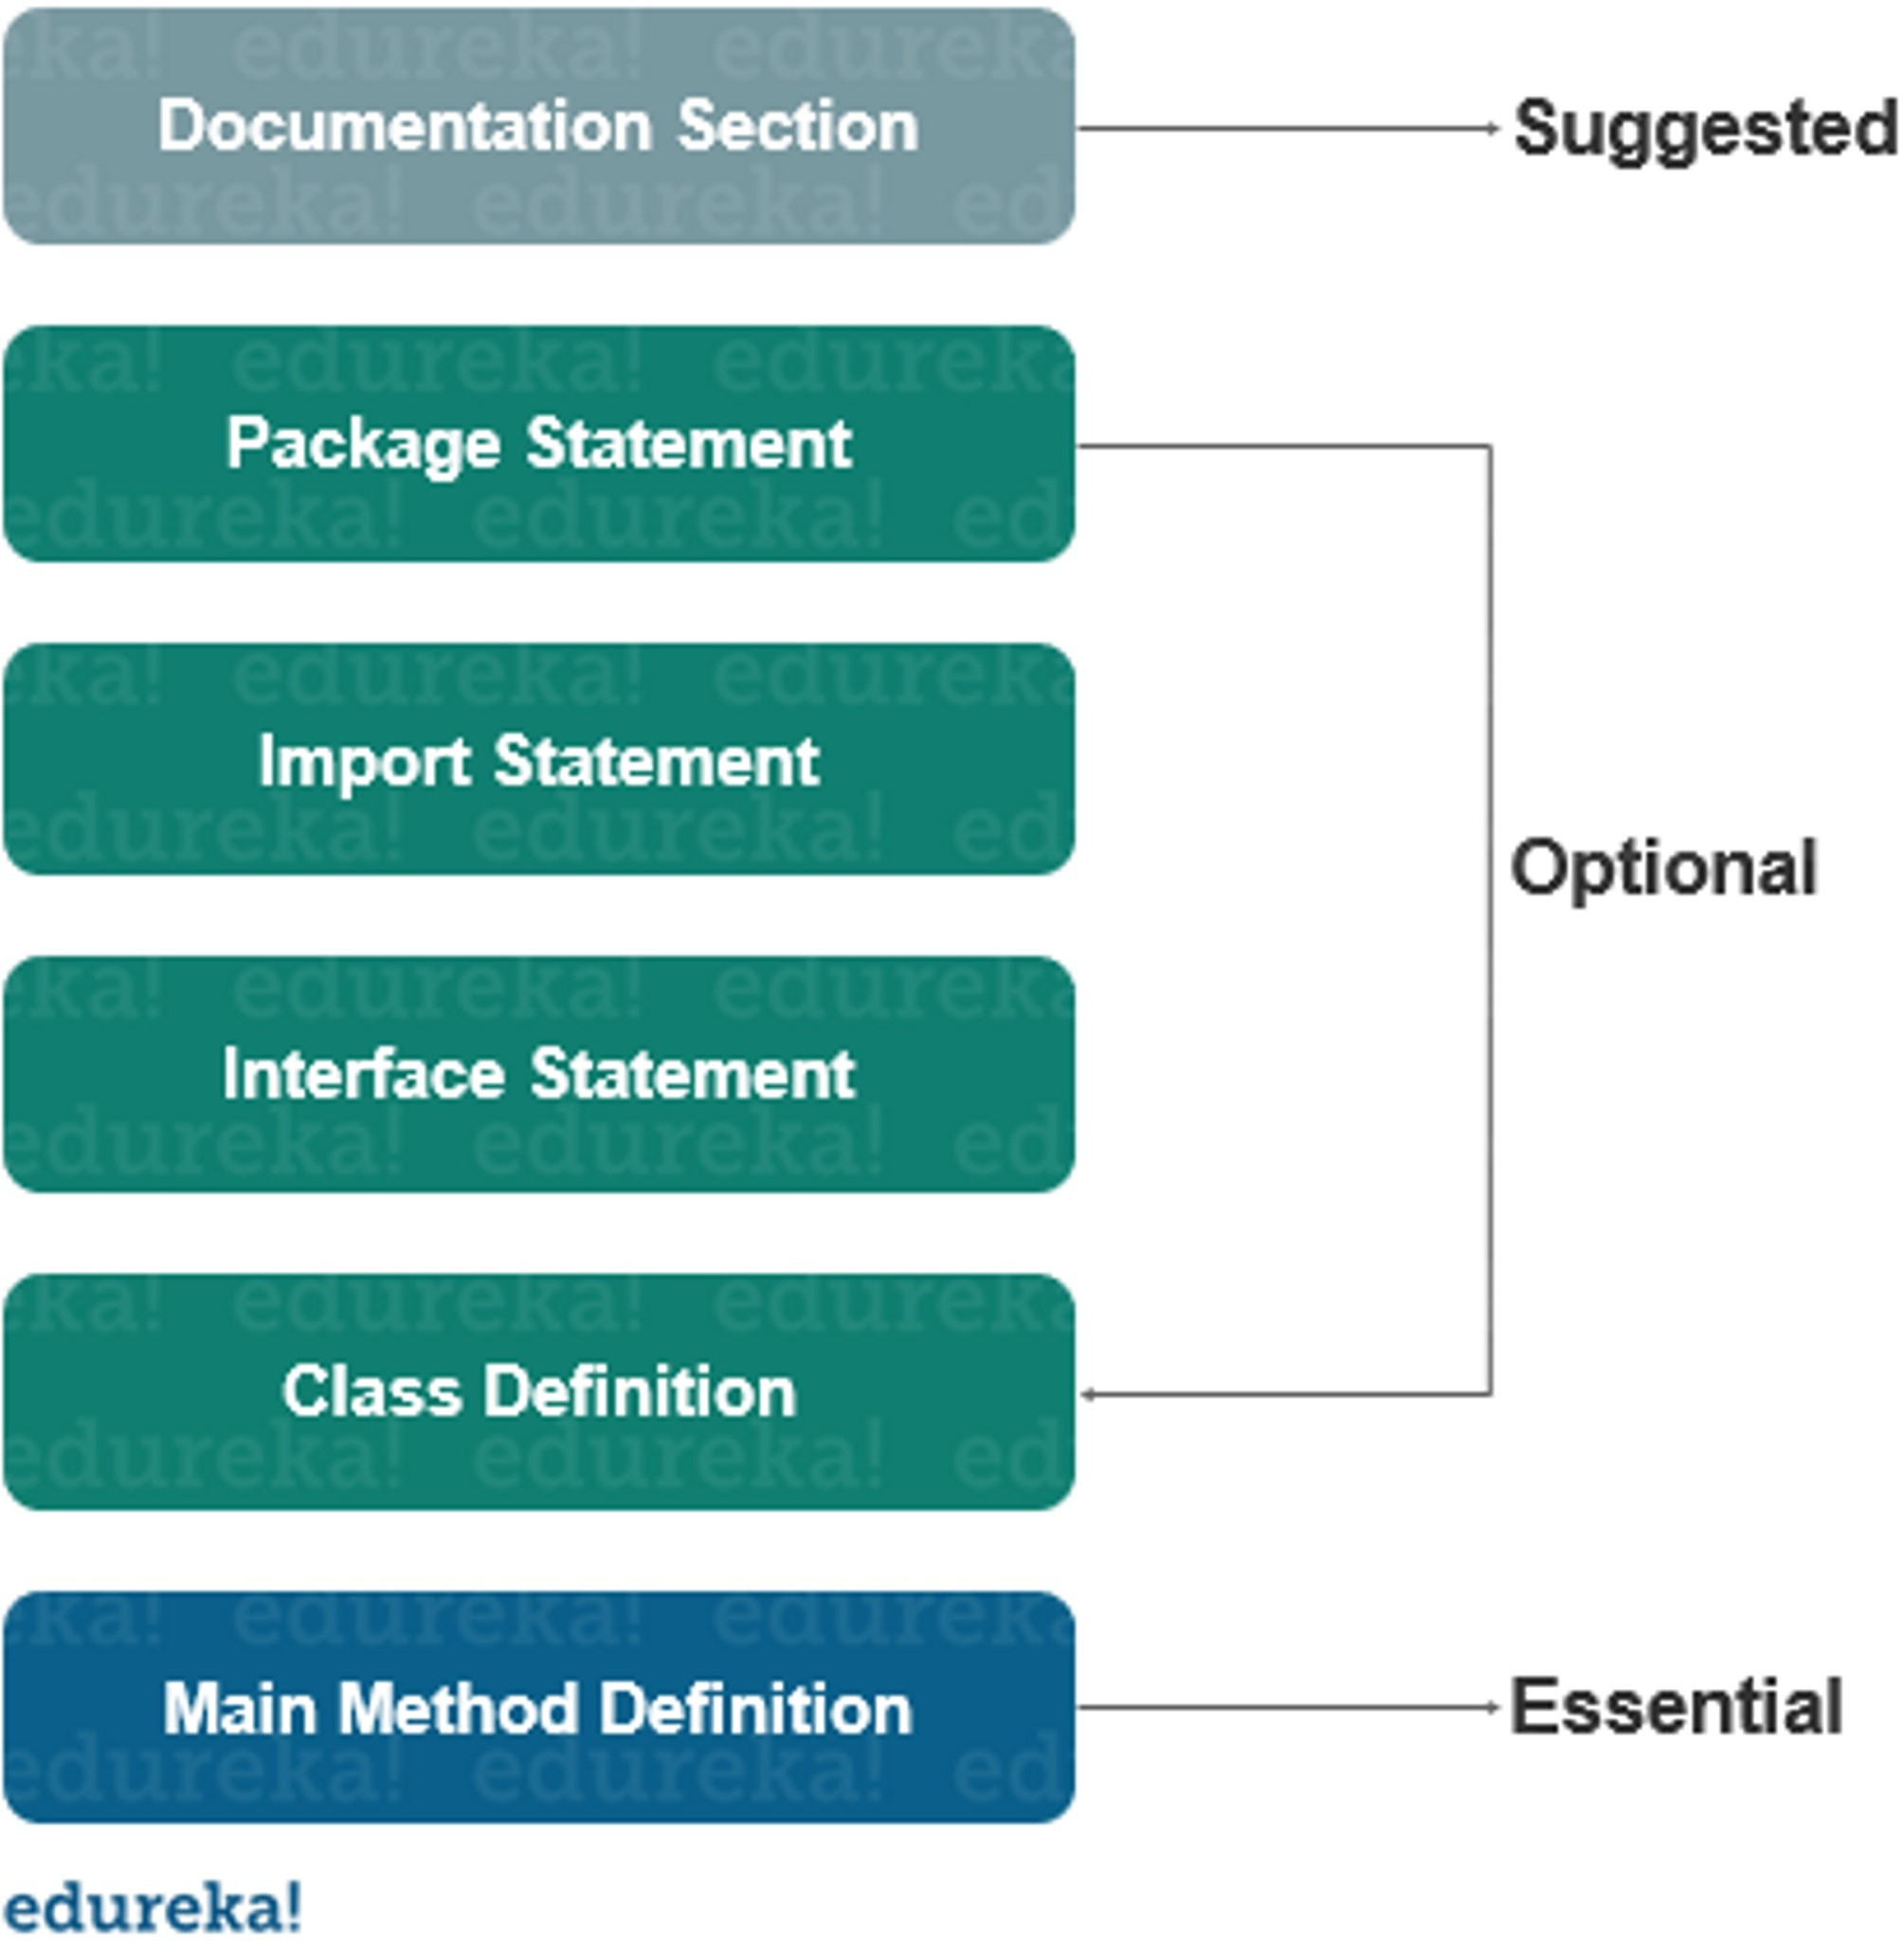 Documentation Section
Suggested
Package Statement
Import Statement
Optional
Interface Statement
Class Definition
Main Method Definition
Essential
edureka!